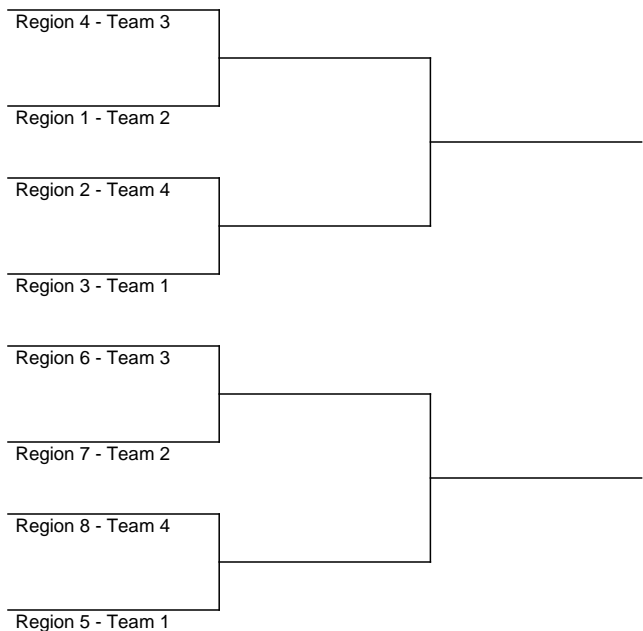 Region 4 - Team 3
Region 1 - Team 2
Region 2 - Team 4
Region 3 - Team 1
Region 6 - Team 3
Region 7 - Team 2
Region 8 - Team 4
Region 5 - Team 1